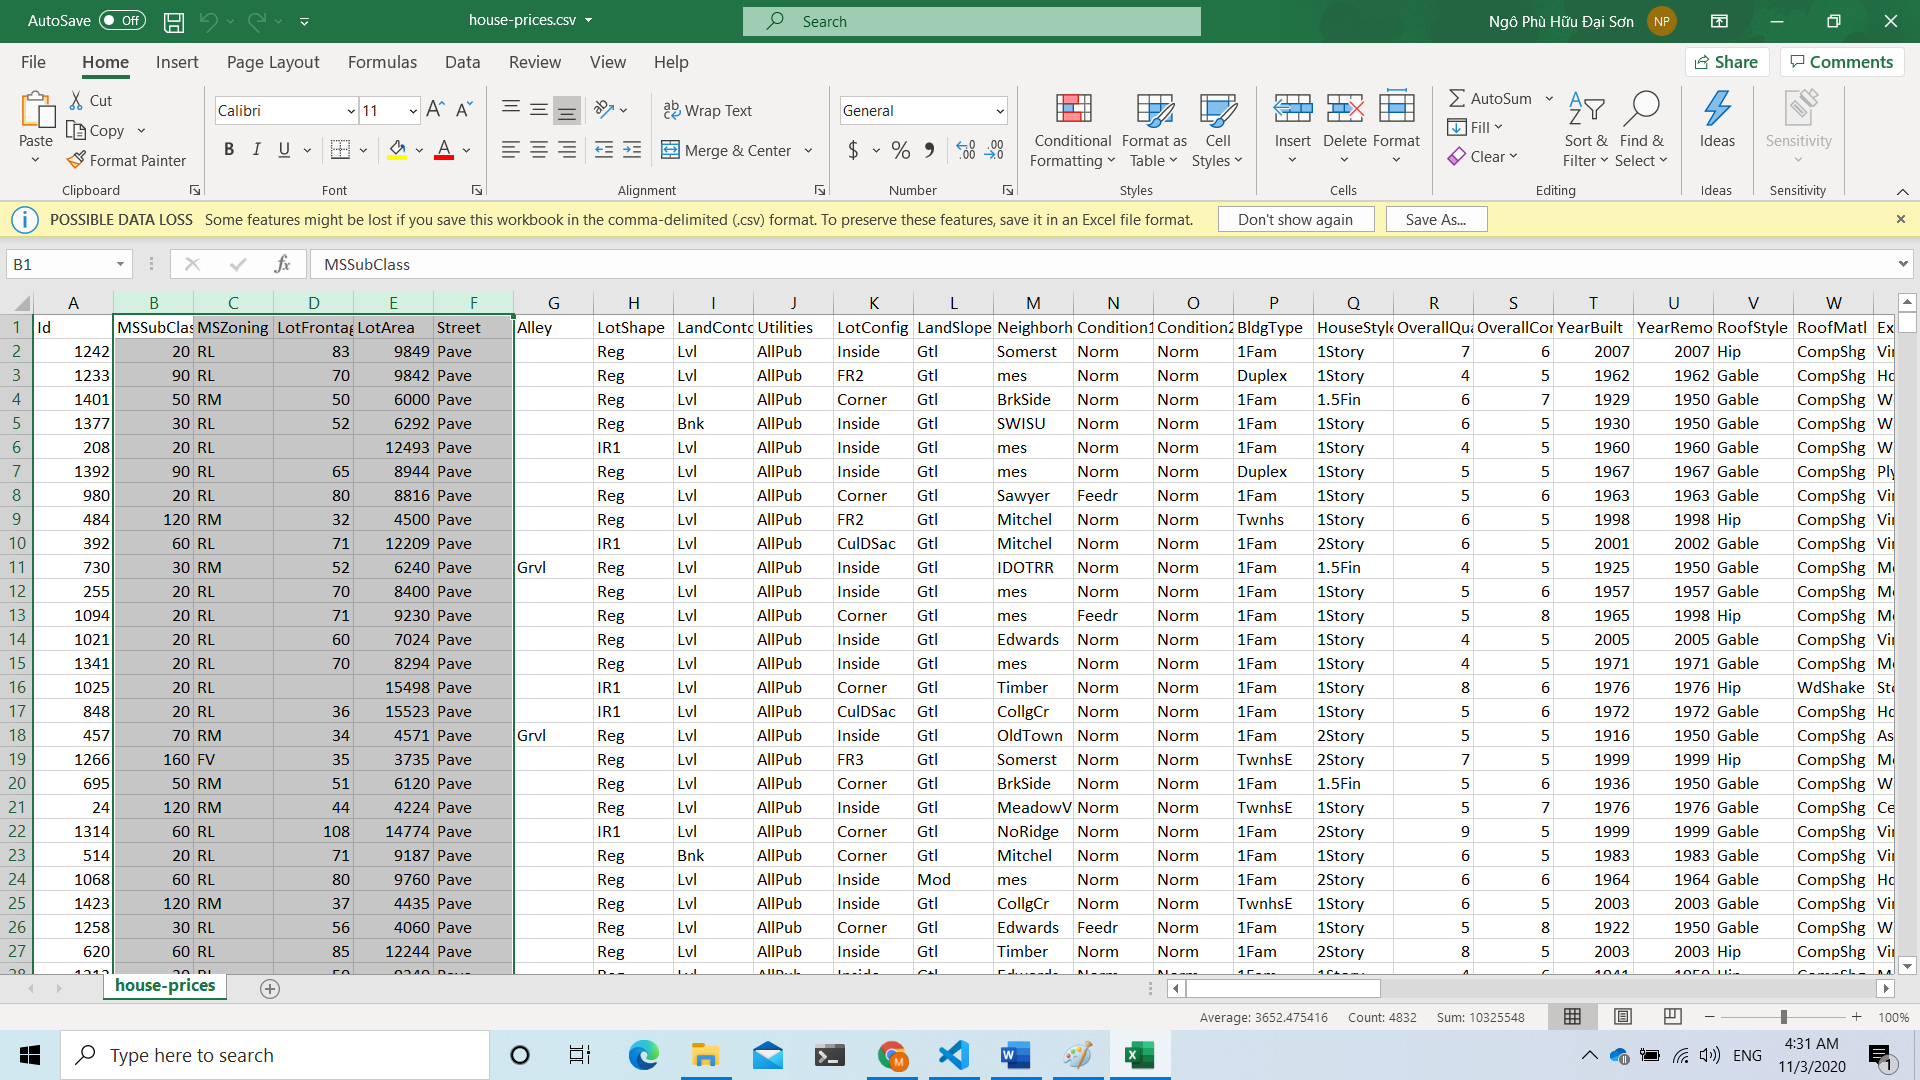 AutoSave Off house-prices.csv Search Ngô Phù Hữu Đại Sơn NP
File Home Insert Page Layout Formulas Data Review View Help Share Comments
Cut Calibri 11 Wrap Text General AutoSum
Paste Copy Format Painter B I U Merge & Center $ % Conditional Formatting Format as Table Cell Styles Insert Delete Format Fill Clear Sort & Filter Find & Select Ideas Sensitivity
Clipboard Font Alignment Number Styles Cells Editing Ideas Sensitivity
POSSIBLE DATA LOSS Some features might be lost if you save this workbook in the comma-delimited (.csv) format. To preserve these features, save it in an Excel file format. Don't show again Save As...
B1 fx MSSubClass
A B C D E F G H I J K L M N O P Q R S T U V W
1 Id MSSubClas MSZoning LotFrontag LotArea Street Alley LotShape LandConto Utilities LotConfig LandSlope Neighborh Condition1 Condition2 BldgType HouseStyle OverallQua OverallCon YearBuilt YearRemo RoofStyle RoofMatl Ex
2 1242 20 RL 83 9849 Pave Reg Lvl AllPub Inside Gtl Somerst Norm Norm 1Fam 1Story 7 6 2007 2007 Hip CompShg Vi
3 1233 90 RL 70 9842 Pave Reg Lvl AllPub FR2 Gtl mes Norm Norm Duplex 1Story 4 5 1962 1962 Gable CompShg Hd
4 1401 50 RM 50 6000 Pave Reg Lvl AllPub Corner Gtl BrkSide Norm Norm 1Fam 1.5Fin 6 7 1929 1950 Gable CompShg W
5 1377 30 RL 52 6292 Pave Reg Bnk AllPub Inside Gtl SWISU Norm Norm 1Fam 1Story 6 5 1930 1950 Gable CompShg W
6 208 20 RL 12493 Pave IR1 Lvl AllPub Inside Gtl mes Norm Norm 1Fam 1Story 4 5 1960 1960 Gable CompShg W
7 1392 90 RL 65 8944 Pave Reg Lvl AllPub Inside Gtl mes Norm Norm Duplex 1Story 5 5 1967 1967 Gable CompShg Ply
8 980 20 RL 80 8816 Pave Reg Lvl AllPub Corner Gtl Sawyer Feedr Norm 1Fam 1Story 5 6 1963 1963 Gable CompShg Vi
9 484 120 RM 32 4500 Pave Reg Lvl AllPub FR2 Gtl Mitchel Norm Norm Twnhs 1Story 6 5 1998 1998 Hip CompShg Vi
10 392 60 RL 71 12209 Pave IR1 Lvl AllPub CulDSac Gtl Mitchel Norm Norm 1Fam 2Story 6 5 2001 2002 Gable CompShg Vi
11 730 30 RM 52 6240 Pave Grvl Reg Lvl AllPub Inside Gtl IDOTRR Norm Norm 1Fam 1.5Fin 4 5 1925 1950 Gable CompShg M
12 255 20 RL 70 8400 Pave Reg Lvl AllPub Inside Gtl mes Norm Norm 1Fam 1Story 5 6 1957 1957 Gable CompShg M
13 1094 20 RL 71 9230 Pave Reg Lvl AllPub Corner Gtl mes Feedr Norm 1Fam 1Story 5 8 1965 1998 Hip CompShg M
14 1021 20 RL 60 7024 Pave Reg Lvl AllPub Inside Gtl Edwards Norm Norm 1Fam 1Story 4 5 2005 2005 Gable CompShg Vi
15 1341 20 RL 70 8294 Pave Reg Lvl AllPub Inside Gtl mes Norm Norm 1Fam 1Story 4 5 1971 1971 Gable CompShg M
16 1025 20 RL 15498 Pave IR1 Lvl AllPub Corner Gtl Timber Norm Norm 1Fam 1Story 8 6 1976 1976 Hip WdShake Sto
17 848 20 RL 36 15523 Pave IR1 Lvl AllPub CulDSac Gtl CollgCr Norm Norm 1Fam 1Story 5 6 1972 1972 Gable CompShg Hd
18 457 70 RM 34 4571 Pave Grvl Reg Lvl AllPub Inside Gtl OldTown Norm Norm 1Fam 2Story 5 5 1916 1950 Gable CompShg As
19 1266 160 FV 35 3735 Pave Reg Lvl AllPub FR3 Gtl Somerst Norm Norm TwnhsE 2Story 7 5 1999 1999 Hip CompShg M
20 695 50 RM 51 6120 Pave Reg Lvl AllPub Corner Gtl BrkSide Norm Norm 1Fam 1.5Fin 5 6 1936 1950 Gable CompShg W
21 24 120 RM 44 4224 Pave Reg Lvl AllPub Inside Gtl MeadowV Norm Norm TwnhsE 1Story 5 7 1976 1976 Gable CompShg Ce
22 1314 60 RL 108 14774 Pave IR1 Lvl AllPub Corner Gtl NoRidge Norm Norm 1Fam 2Story 9 5 1999 1999 Gable CompShg Vi
23 514 20 RL 71 9187 Pave Reg Bnk AllPub Corner Gtl Mitchel Norm Norm 1Fam 1Story 6 5 1983 1983 Gable CompShg Vi
24 1068 60 RL 80 9760 Pave Reg Lvl AllPub Inside Mod mes Norm Norm 1Fam 2Story 6 6 1964 1964 Gable CompShg Hd
25 1423 120 RM 37 4435 Pave Reg Lvl AllPub Inside Gtl CollgCr Norm Norm TwnhsE 1Story 6 5 2003 2003 Gable CompShg Vi
26 1258 30 RL 56 4060 Pave Reg Lvl AllPub Corner Gtl Edwards Feedr Norm 1Fam 1Story 5 8 1922 1950 Gable CompShg W
27 620 60 RL 85 12244 Pave Reg Lvl AllPub Inside Gtl Timber Norm Norm 1Fam 2Story 8 5 2003 2003 Hip CompShg Vi
house-prices
Average: 3652.475416 Count: 4832 Sum: 10325548 100%
Type here to search ENG 4:31 AM
11/3/2020 1